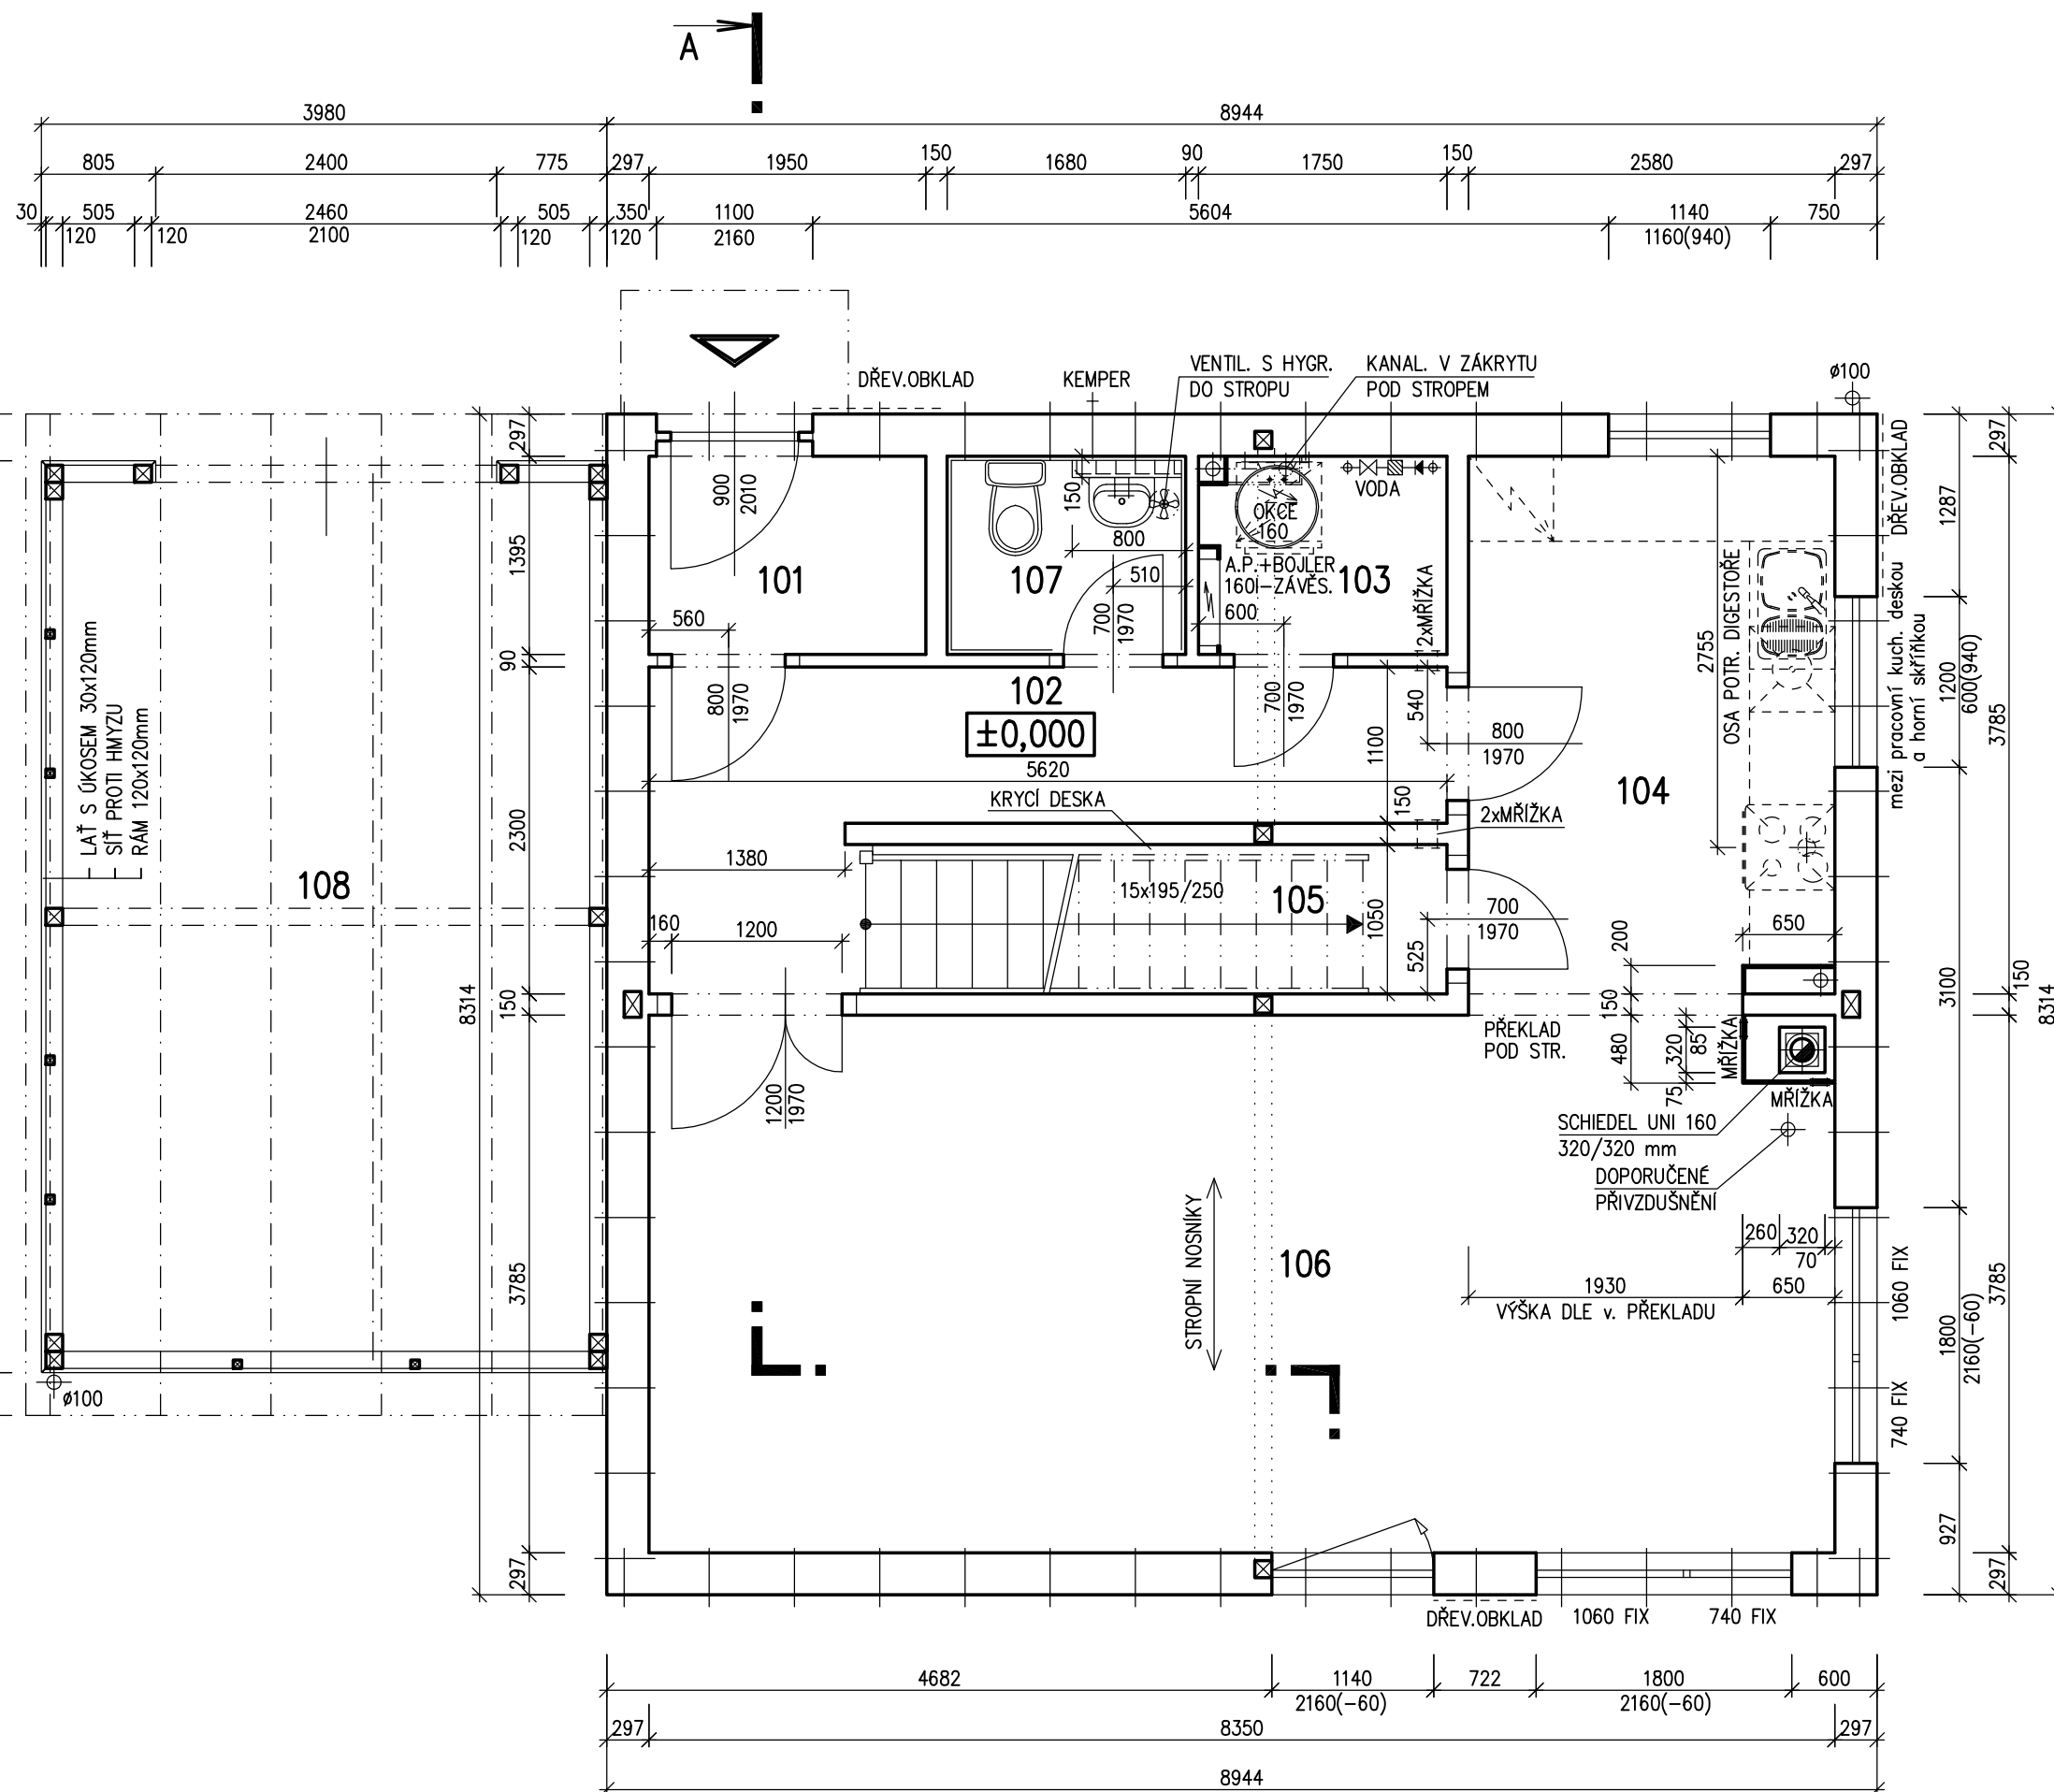 A
3980
8944
805
2400
775
297
1950
150
1680
90
1750
150
2580
297
30
505
2460
505
350
1100
5604
1140
750
120
120
2100
120
120
2160
1160(940)
DŘEV.OBKLAD
KEMPER
VENTIL. S HYGR.
DO STROPU
KANAL. V ZÁKRYTU
POD STROPEM
ø100
297
1395
90
2300
150
3785
297
8314
900
2010
101
560
800
1970
107
150
800
510
700
1970
OKCE
160
A.P.+BOJLER
160l-ZÁVĚS.
600
VODA
103
2xMŘÍŽKA
700
1970
102
±0,000
5620
KRYCÍ DESKA
540
1100
150
800
1970
2xMŘÍŽKA
1380
15x195/250
105
1050
525
700
1970
160
1200
1200
1970
104
2755
OSA POTR. DIGESTOŘE
650
200
150
480
320
85
75
PŘEKLAD
POD STR.
MŘÍŽKA
MŘÍŽKA
SCHIEDEL UNI 160
320/320 mm
DOPORUČENÉ
PŘIVZDUŠNĚNÍ
260
320
70
1930
650
VÝŠKA DLE v. PŘEKLADU
STROPNÍ NOSNÍKY
106
LAŤ S ÚKOSEM 30x120mm
SÍŤ PROTI HMYZU
RÁM 120x120mm
108
ø100
DŘEV.OBKLAD
mezi pracovní kuch. deskou
a horní skříňkou
1060 FIX
740 FIX
1287
1200
600(940)
3100
1800
2160(-60)
927
297
3785
150
3785
297
8314
DŘEV.OBKLAD
1060 FIX
740 FIX
4682
1140
722
1800
600
2160(-60)
2160(-60)
297
8350
297
8944